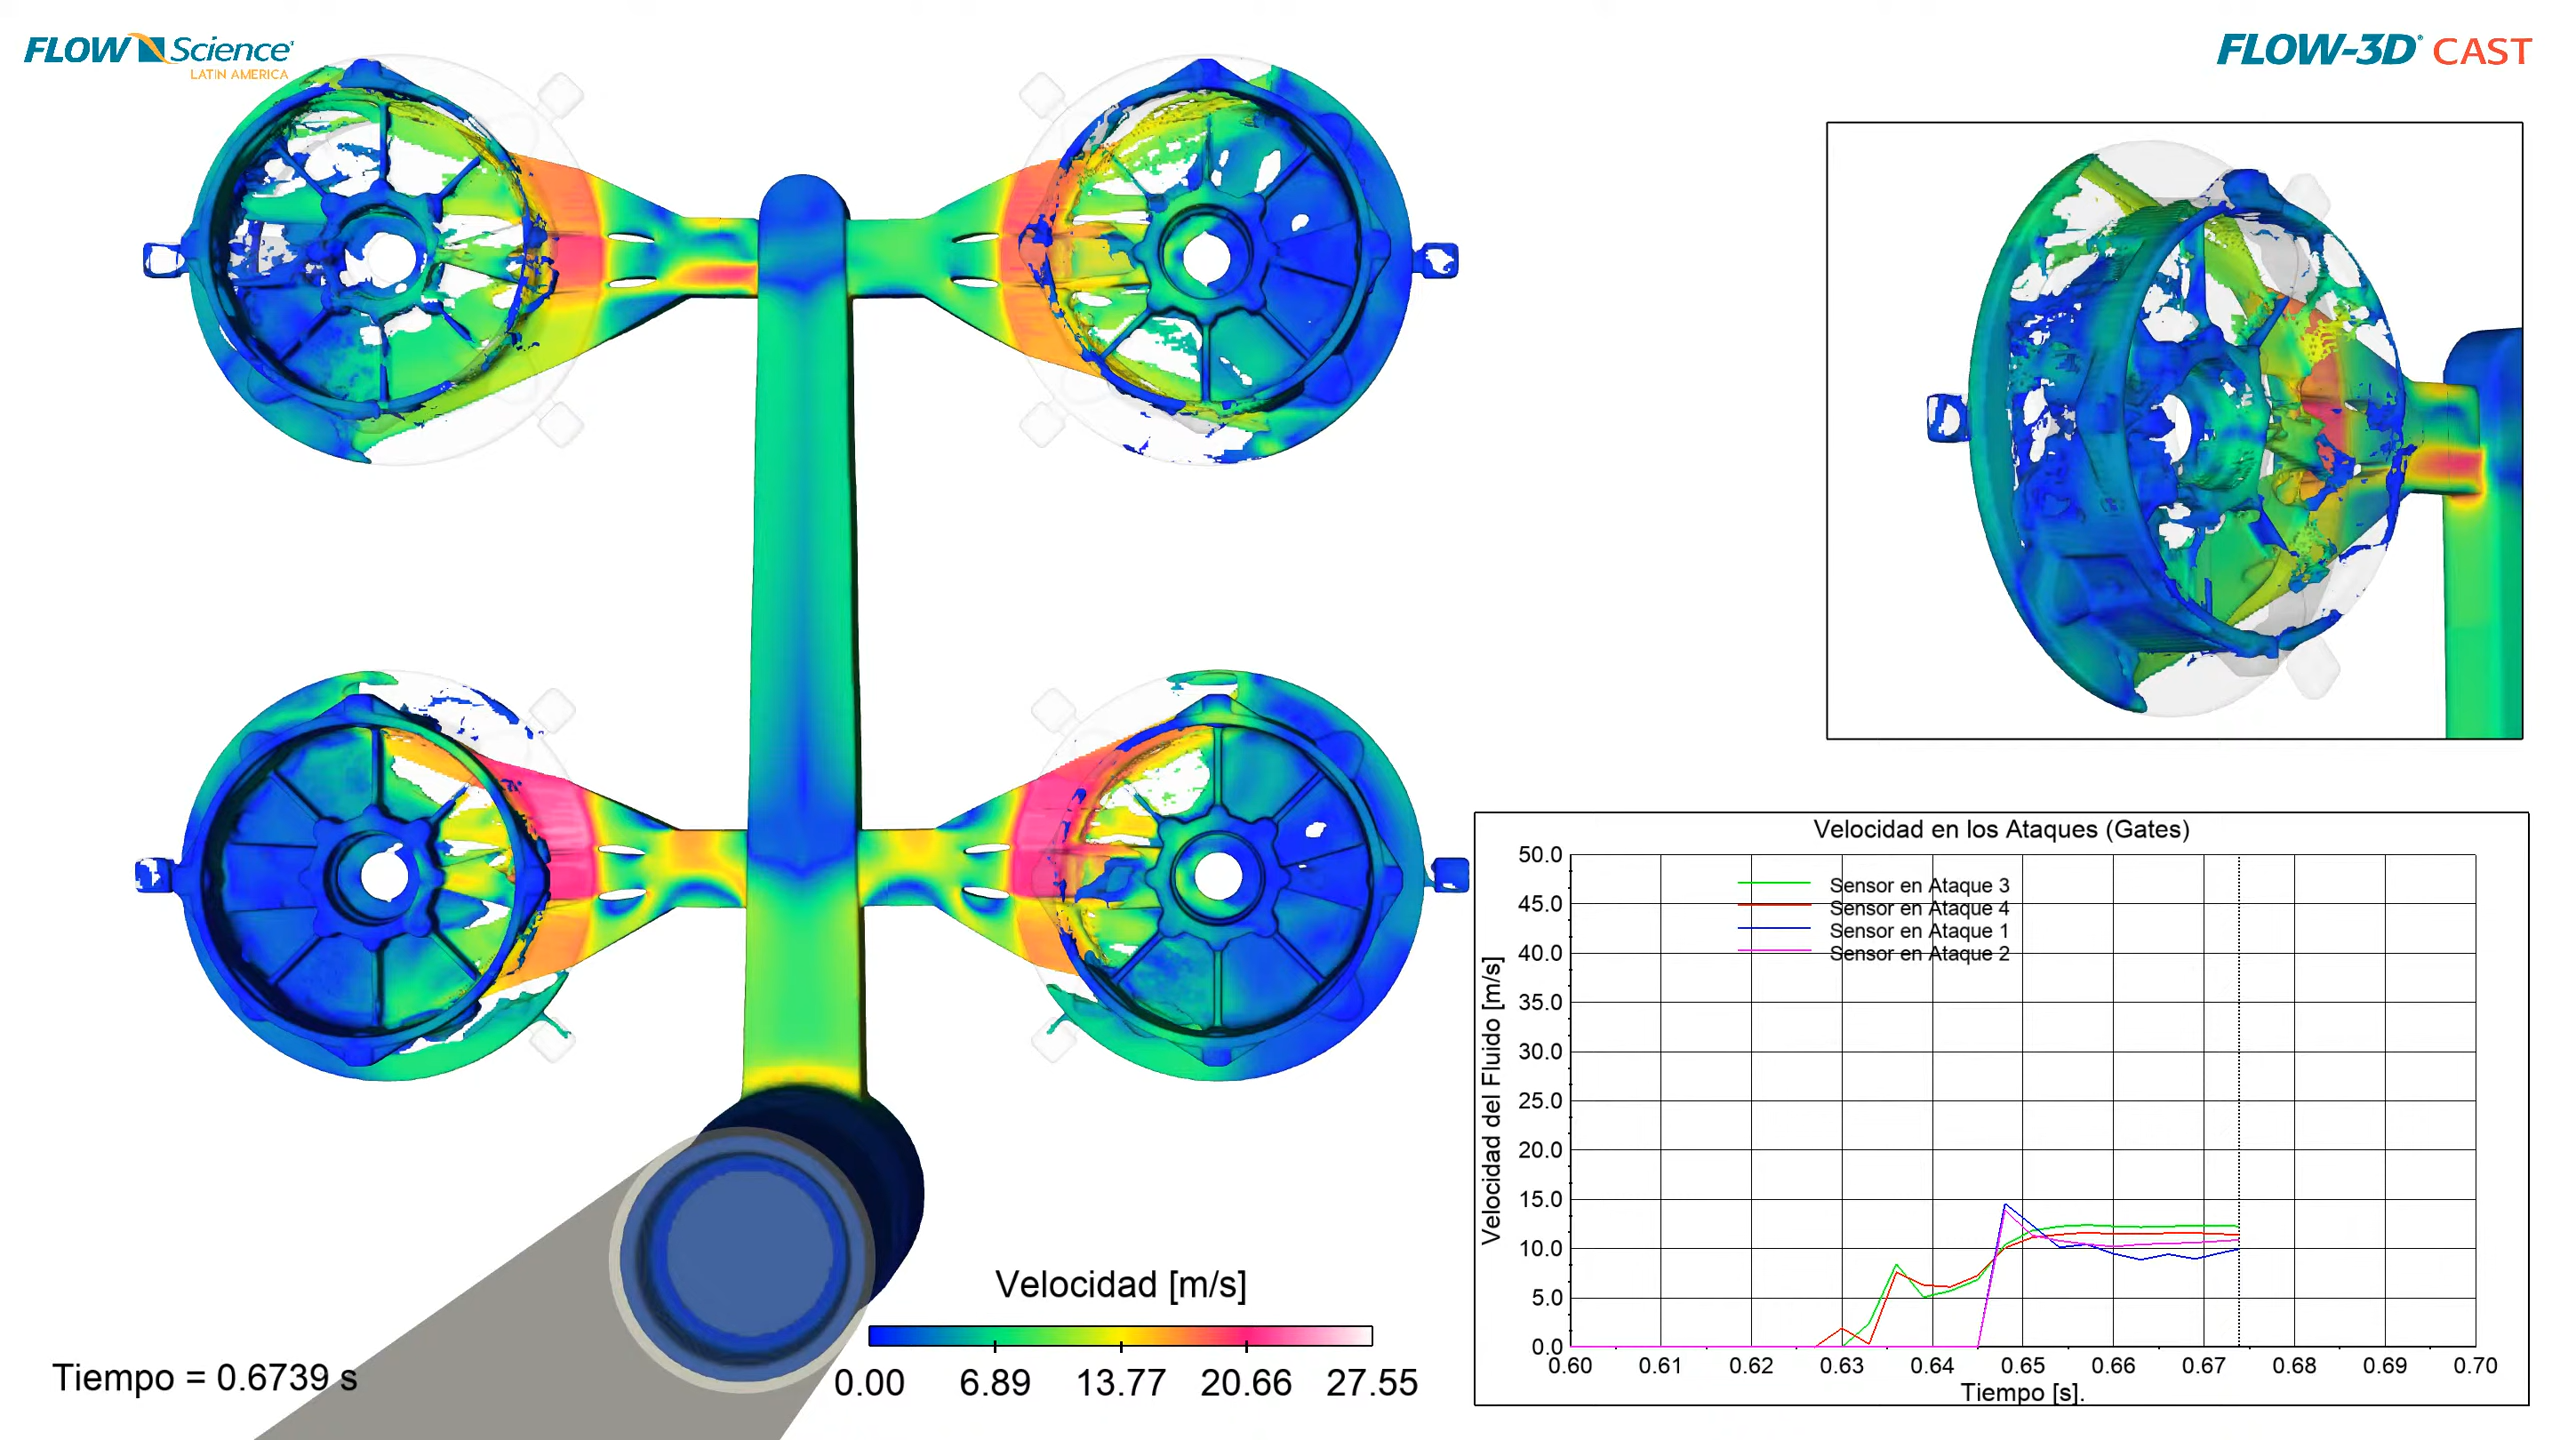 FLOW Science
LATIN AMERICA
FLOW-3D® CAST
Velocidad en los Ataques (Gates)
Sensor en Ataque 3
Sensor en Ataque 4
Sensor en Ataque 1
Sensor en Ataque 2
Velocidad del Fluido [m/s]
50.0
45.0
40.0
35.0
30.0
25.0
20.0
15.0
10.0
5.0
0.0
0.60 0.61 0.62 0.63 0.64 0.65 0.66 0.67 0.68 0.69 0.70
Tiempo [s].
Velocidad [m/s]
0.00 6.89 13.77 20.66 27.55
Tiempo = 0.6739 s